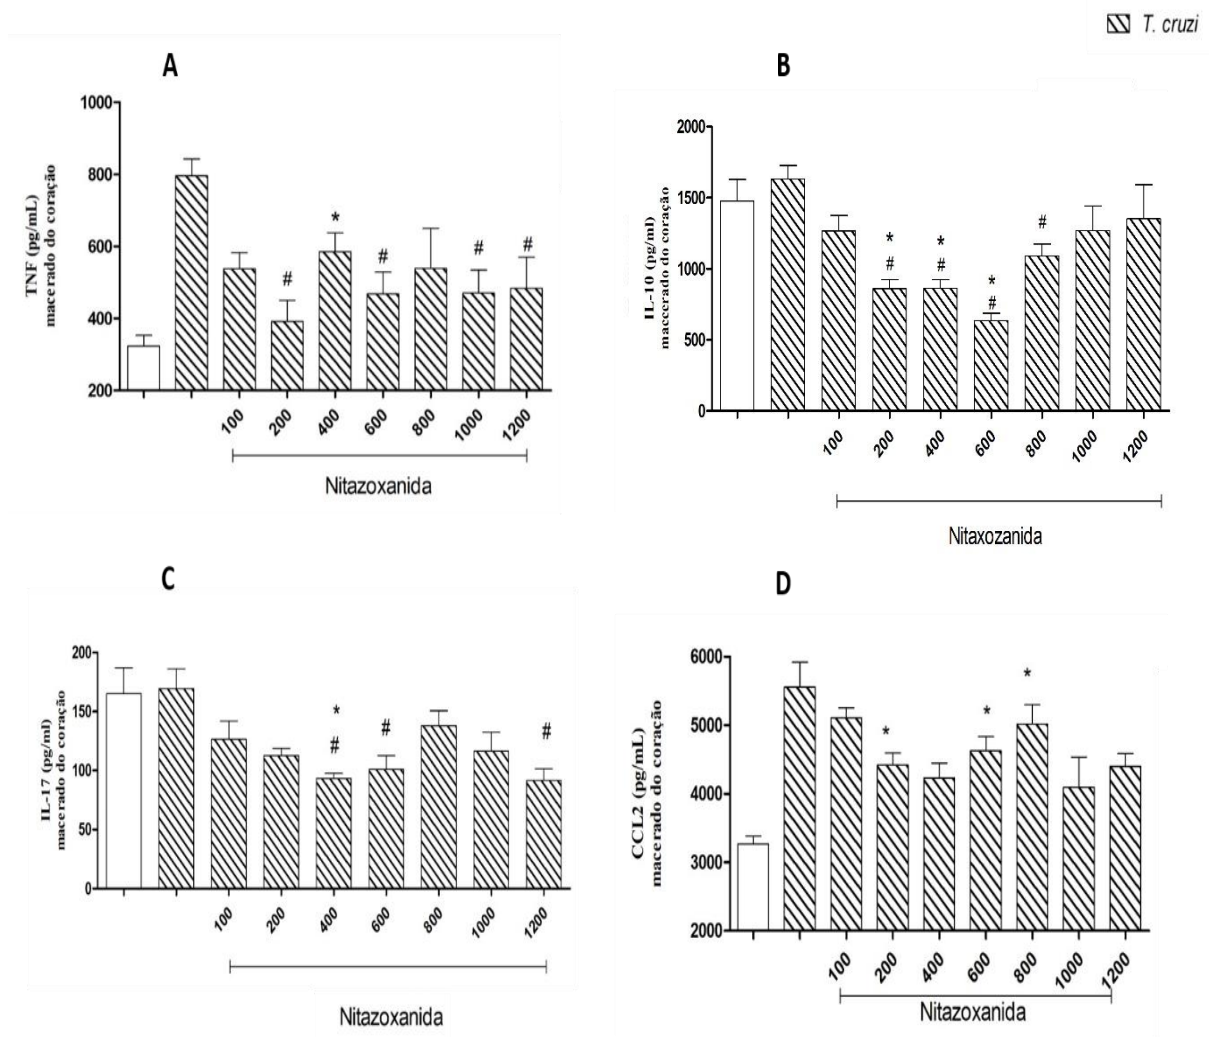 T. cruzi
A
TNF (pg/mL)
macerado do coração
1000
800
600
400
200
#
*
#
#
#
100 200 400 600 800 1000 1200
Nitazoxanida
B
IL-10 (pg/ml)
maccerado do coração
2000
1500
1000
500
0
*
#
*
#
*
#
#
100 200 400 600 800 1000 1200
Nitaxozanida
C
IL-17 (pg/ml)
macerado do coração
200
150
100
50
0
*
#
#
#
100 200 400 600 800 1000 1200
Nitazoxanida
D
CCL2 (pg/mL)
macerado do coração
6000
5000
4000
3000
2000
*
*
*
100 200 400 600 800 1000 1200
Nitazoxanida